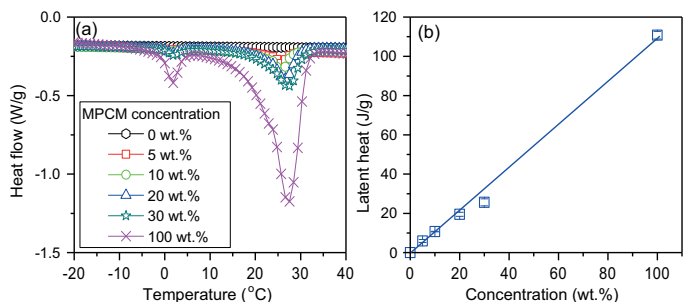 (a)
0.0
-0.5
-1.0
-1.5
Heat flow (W/g)
MPCM concentration
0 wt.%
5 wt.%
10 wt.%
20 wt.%
30 wt.%
100 wt.%
-20 -10 0 10 20 30 40
Temperature (°C)
(b)
120
100
80
60
40
20
0
Latent heat (J/g)
0 20 40 60 80 100
Concentration (wt.%)